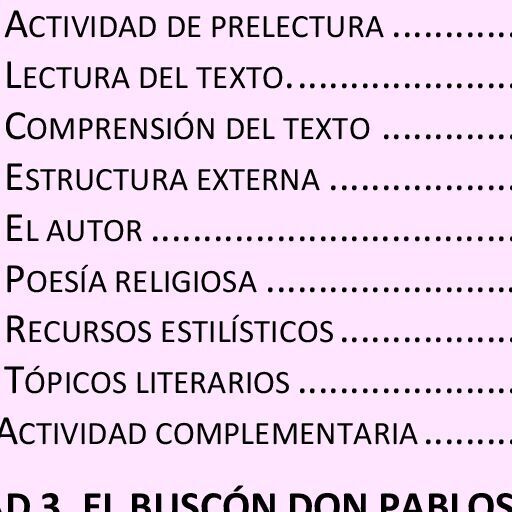 ACTIVIDAD DE PRELECTURA ............
LECTURA DEL TEXTO......................
COMPRENSIÓN DEL TEXTO .............
ESTRUCTURA EXTERNA ..................
EL AUTOR ...................................
POESÍA RELIGIOSA ........................
RECURSOS ESTILÍSTICOS .................
TÓPICOS LITERARIOS .....................
ACTIVIDAD COMPLEMENTARIA .........
AD 3. EL BUSCÓN DON PABLOS